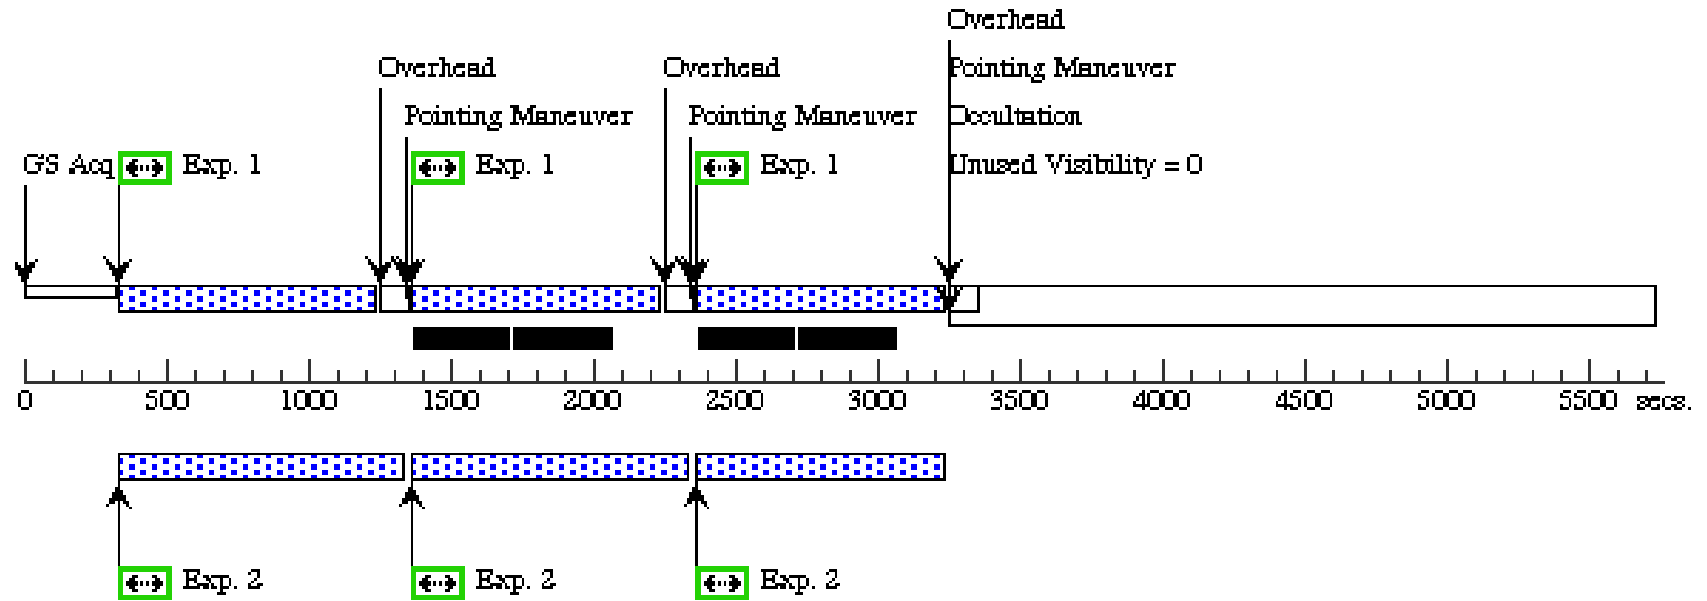 Overhead
Overhead Overhead Pointing Maneuver
Pointing Maneuver Pointing Maneuver Occultation
GS Acq Exp. 1 Exp. 1 Exp. 1 Unused Visibility = 0
0 500 1000 1500 2000 2500 3000 3500 4000 4500 5000 5500 secs.
Exp. 2 Exp. 2 Exp. 2